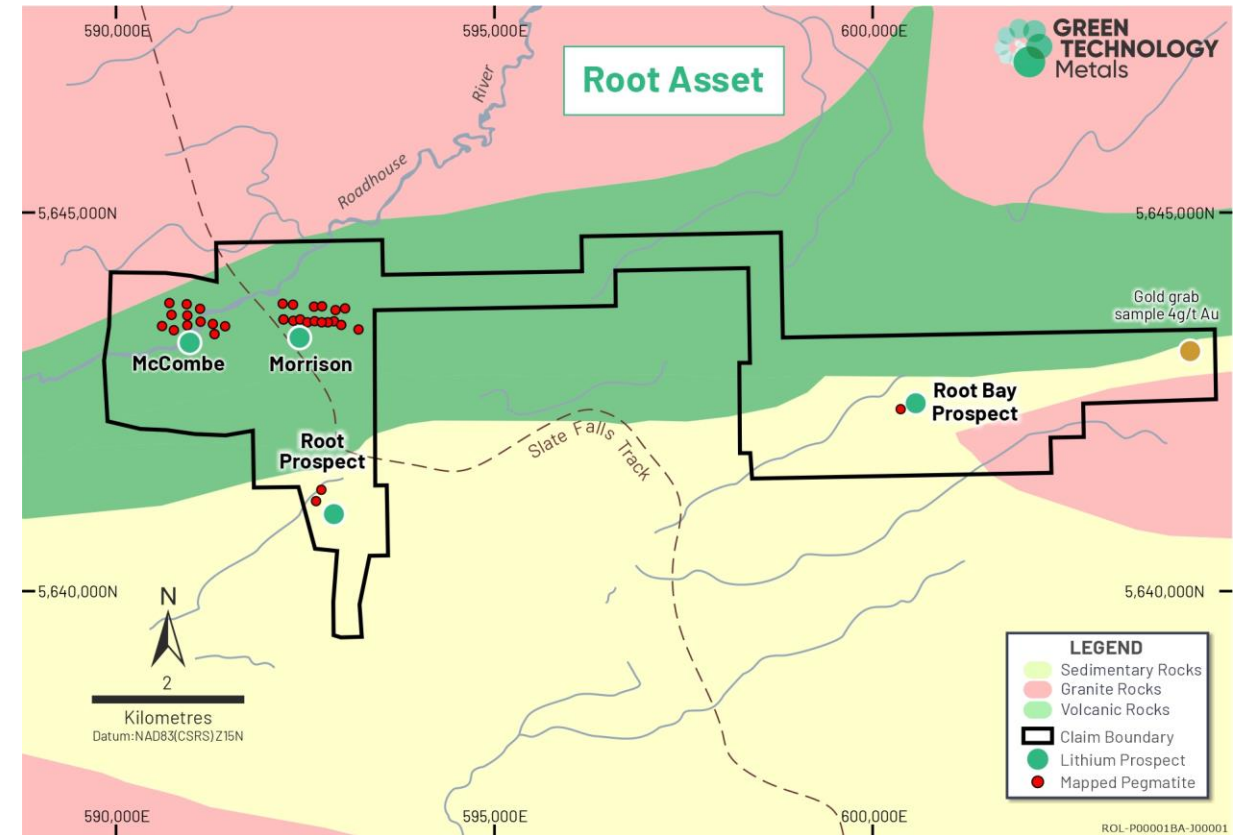 590,000E
595,000E
600,000E
GREEN
TECHNOLOGY
Metals
Root Asset
River
Roadhouse
5,645,000N
5,645,000N
Gold grab
sample 4g/t Au
McCombe
Morrison
Root Bay
Prospect
Root
Prospect
Slate Falls Track
5,640,000N
5,640,000N
N
2
Kilometres
Datum:NAD83(CSRS) Z15N
LEGEND
Sedimentary Rocks
Granite Rocks
Volcanic Rocks
Claim Boundary
Lithium Prospect
Mapped Pegmatite
590,000E
595,000E
600,000E
ROL-P00001BA-J00001